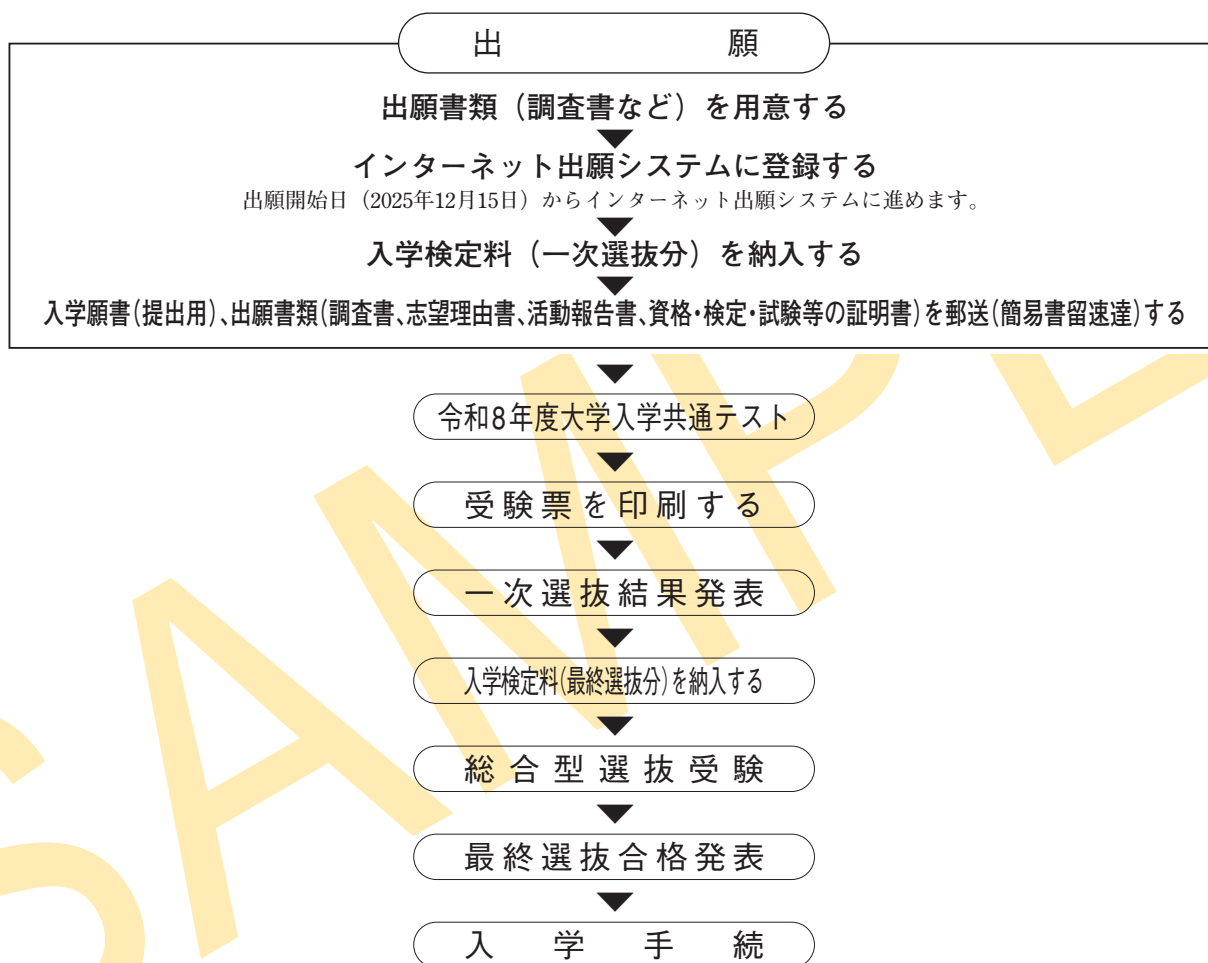 出願
出願書類（調査書など）を用意する
インターネット出願システムに登録する
出願開始日（2025年12月15日）からインターネット出願システムに進めます。
入学検定料（一次選抜分）を納入する
入学願書(提出用)、出願書類(調査書、志望理由書、活動報告書、資格・検定・試験等の証明書)を郵送(簡易書留速達)する
令和8年度大学入学共通テスト
受験票を印刷する
一次選抜結果発表
入学検定料(最終選抜分)を納入する
総合型選抜受験
最終選抜合格発表
入学手続
SAMPLE